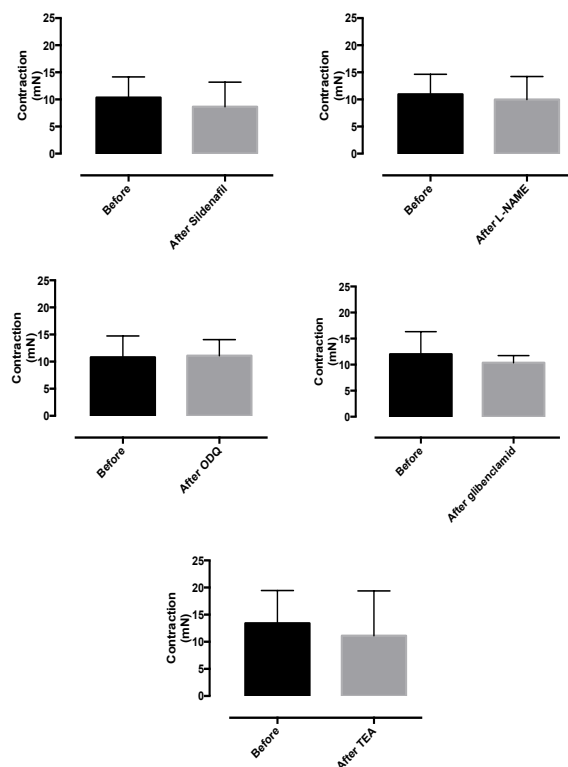 25
20
15
10
5
0
Contraction
(mN)
Before
After Sildenafil
25
20
15
10
5
0
Contraction
(mN)
Before
After L-NAME
25
20
15
10
5
0
Contraction
(mN)
Before
After ODQ
25
20
15
10
5
0
Contraction
(mN)
Before
After glibenclamid
25
20
15
10
5
0
Contraction
(mN)
Before
After TEA